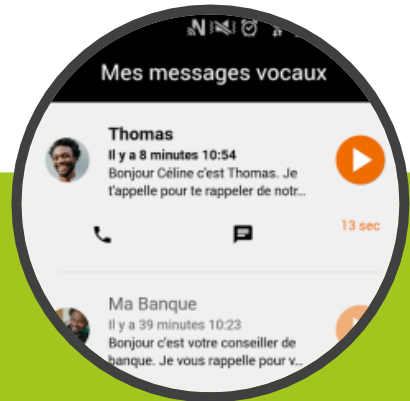 Mes messages vocaux
Thomas
Il y a 8 minutes 10:54
Bonjour Céline c'est Thomas. Je
t'appelle pour te rappeler de notr...
13 sec
Ma Banque
Il y a 39 minutes 10:23
Bonjour c'est votre conseiller de
banque. Je vous rappelle pour v...